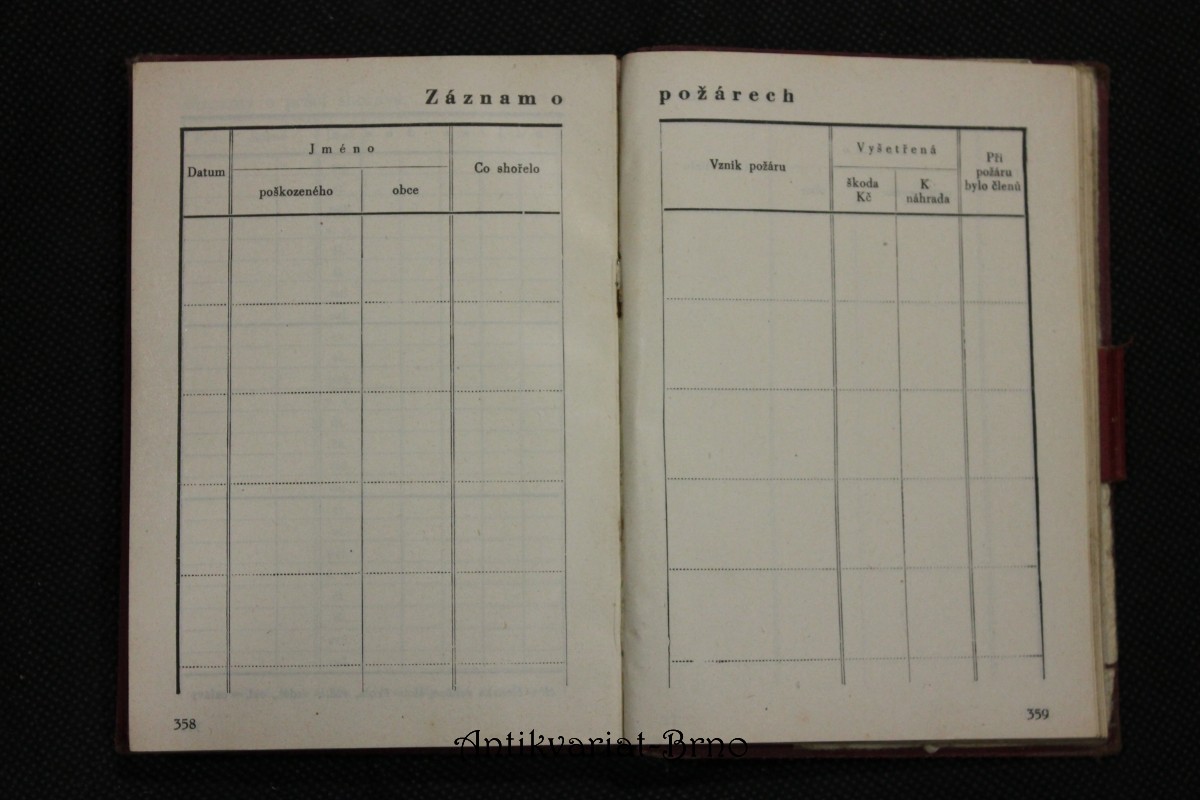 Záznam o
Datum
Jméno
poškozeného
obce
Co shořelo
358
požárech
Vznik požáru
Vyšetřená
škoda
Kč
K
náhrada
Při
požáru
bylo členů
359
Antikvariat-Brno